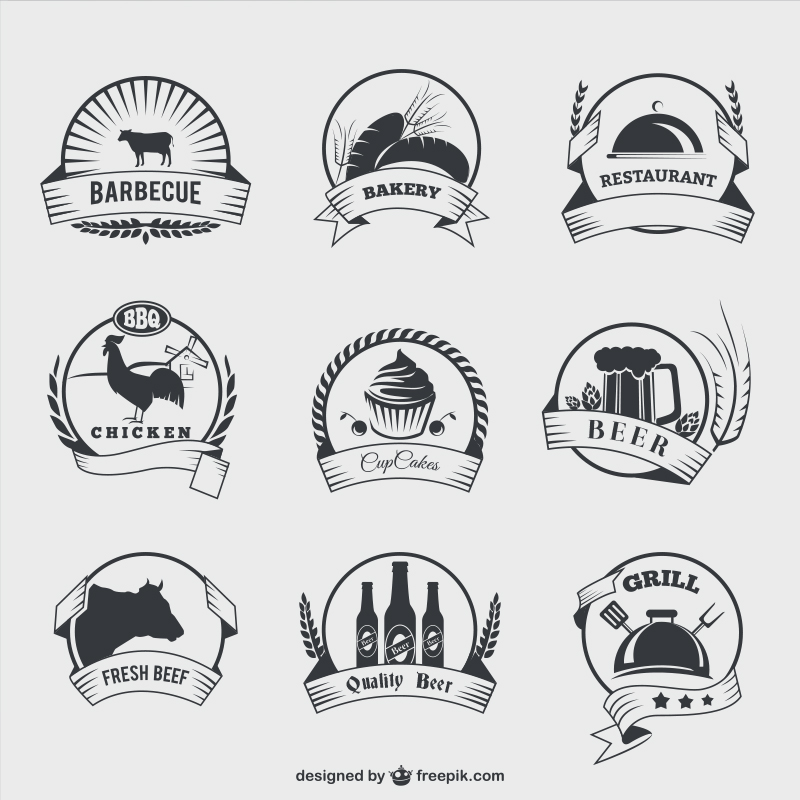 BARBECUE
BAKERY
RESTAURANT
BBQ
CHICKEN
CupCakes
BEER
FRESH BEEF
Beer
Beer
Beer
Quality Beer
GRILL
designed by freepik.com